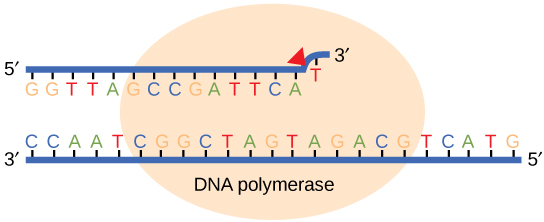 3′
5′
T
G G T T A G C C G A T T C A
C C A A T C G G C T A G T A G A C G T C A T G
3′ 5′
DNA polymerase